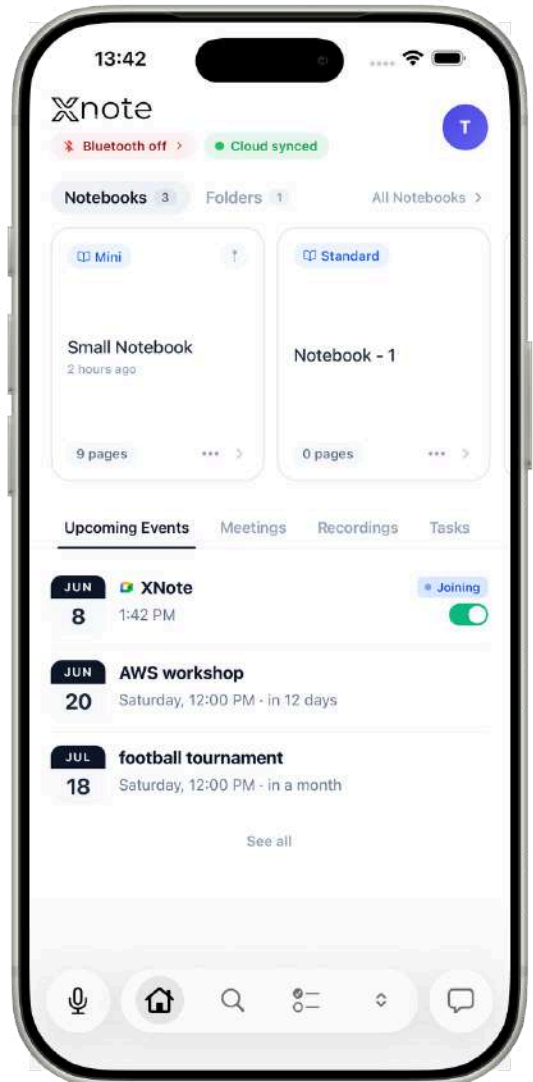 13:42
Xnote
Bluetooth off
Cloud synced
T
Notebooks 3
Folders 1
All Notebooks
Mini
Standard
Small Notebook
2 hours ago
Notebook - 1
9 pages
0 pages
Upcoming Events
Meetings
Recordings
Tasks
JUN
8
XNote
1:42 PM
Joining
JUN
20
AWS workshop
Saturday, 12:00 PM · in 12 days
JUL
18
football tournament
Saturday, 12:00 PM · in a month
See all